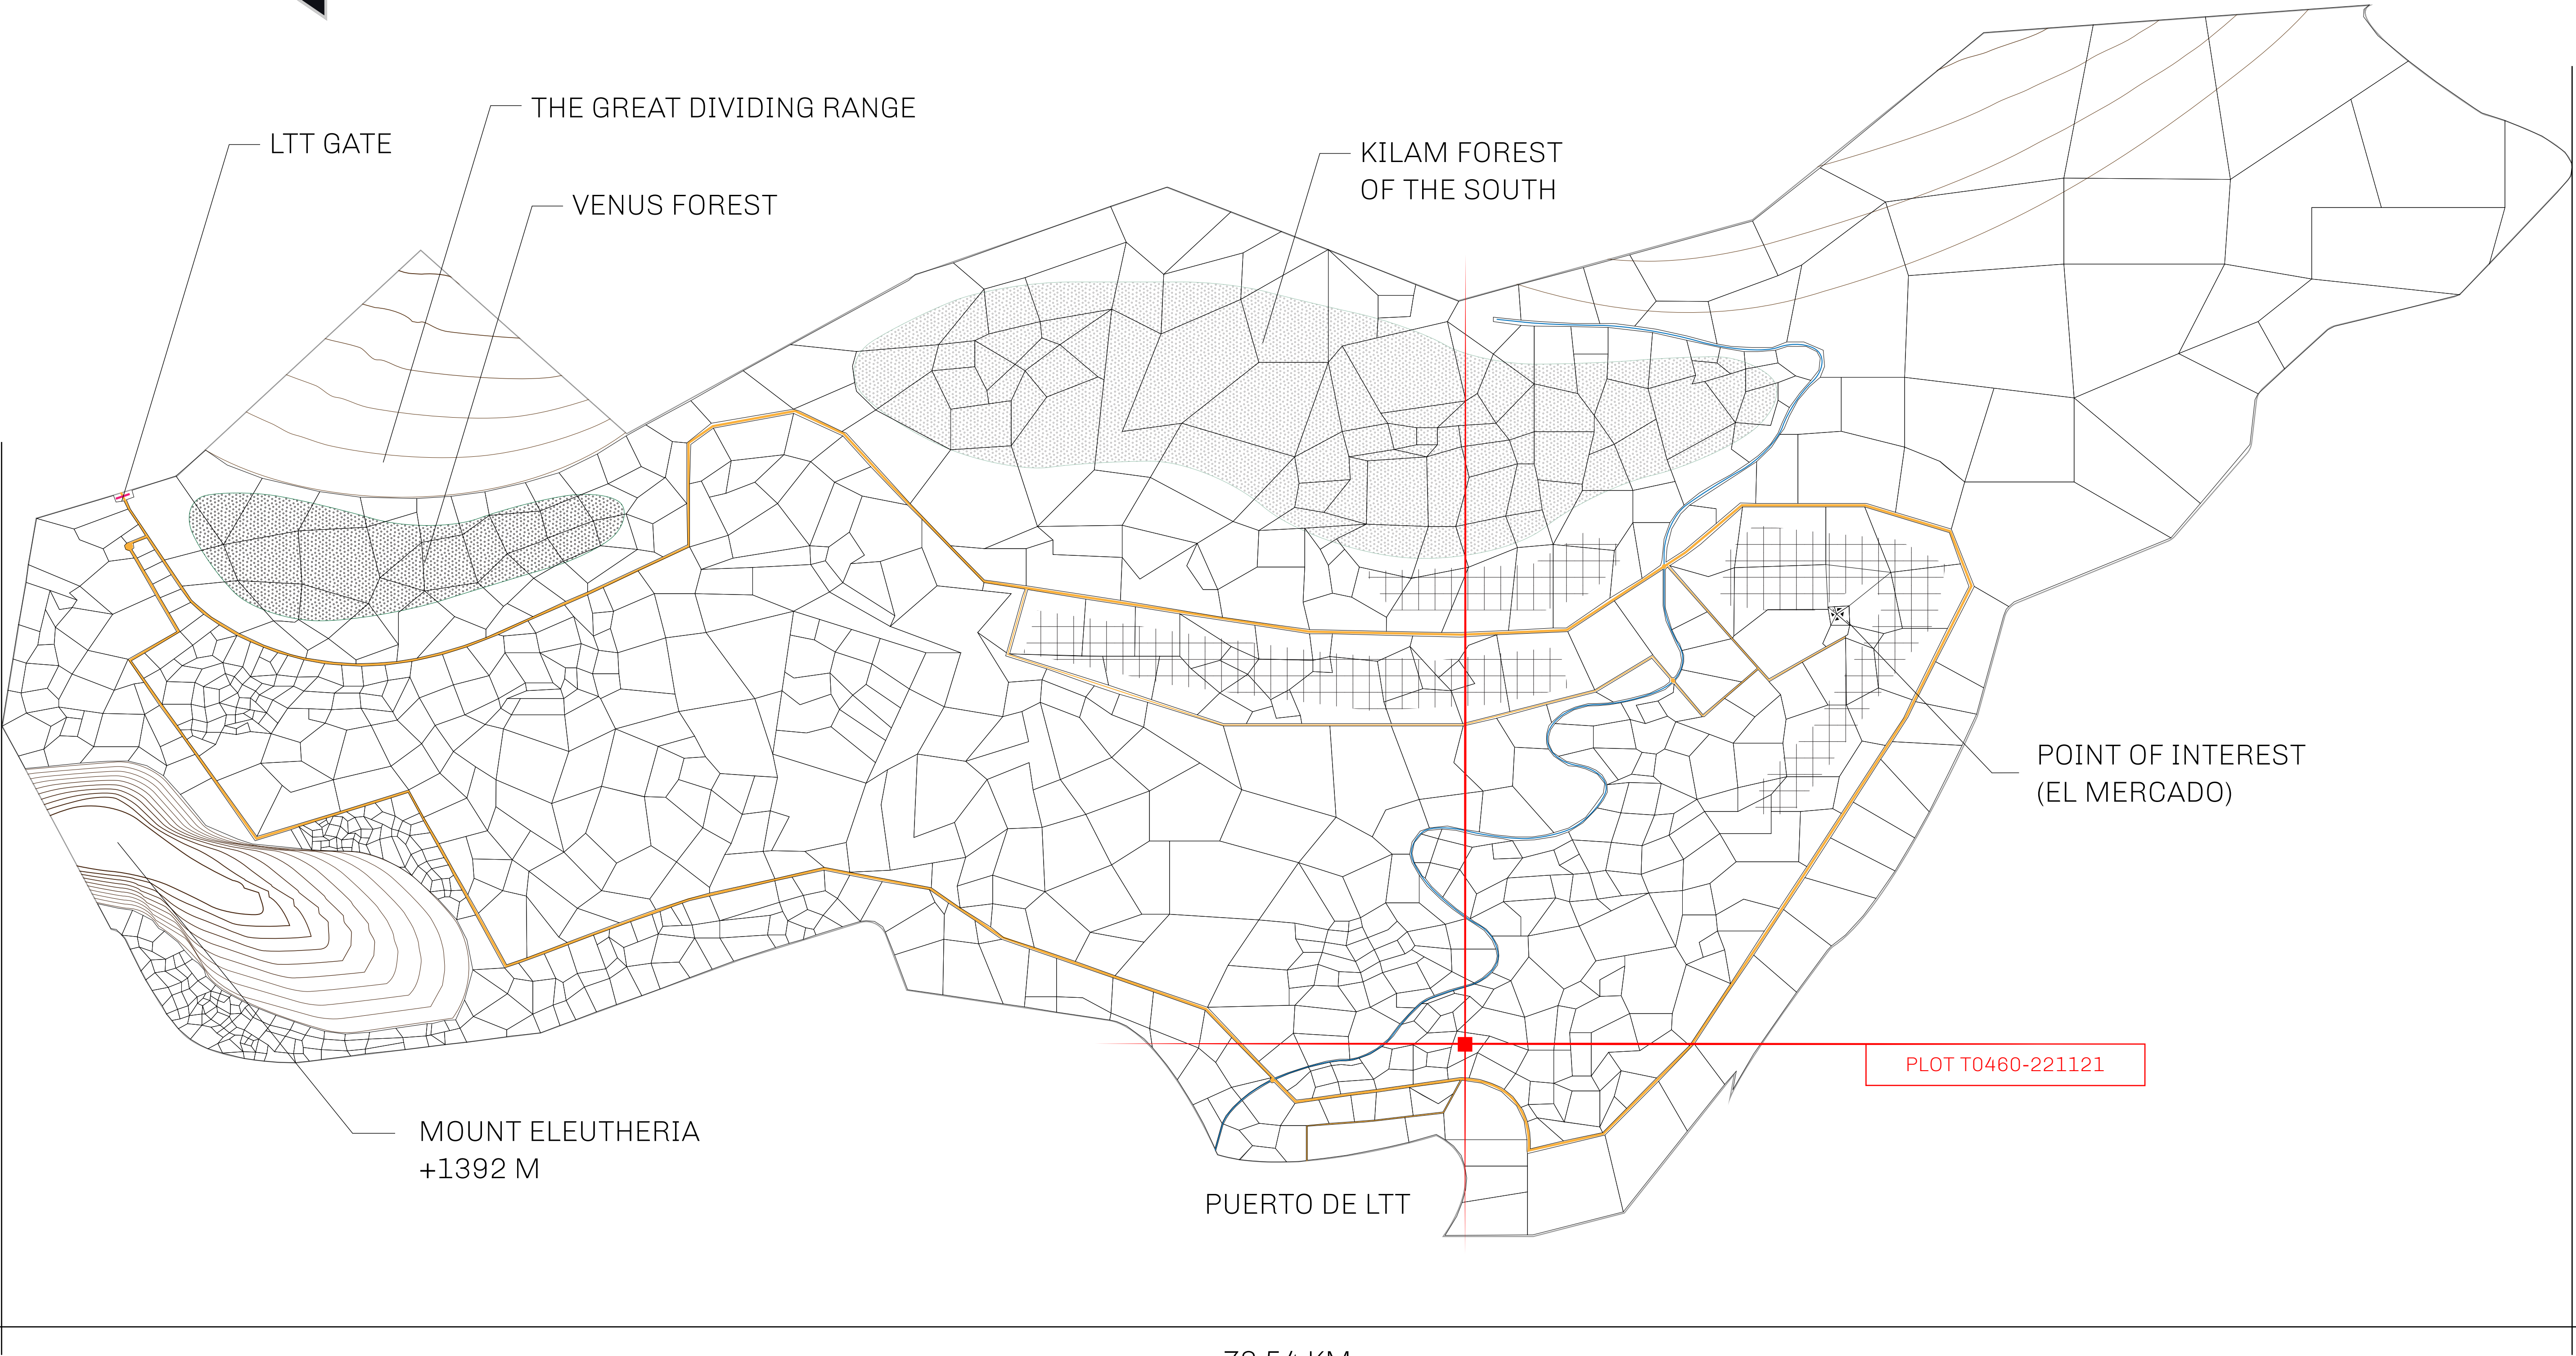 THE GREAT DIVIDING RANGE
LTT GATE
VENUS FOREST
KILAM FOREST
OF THE SOUTH
POINT OF INTEREST
(EL MERCADO)
PLOT T0460-221121
MOUNT ELEUTHERIA
+1392 M
PUERTO DE LTT
KM